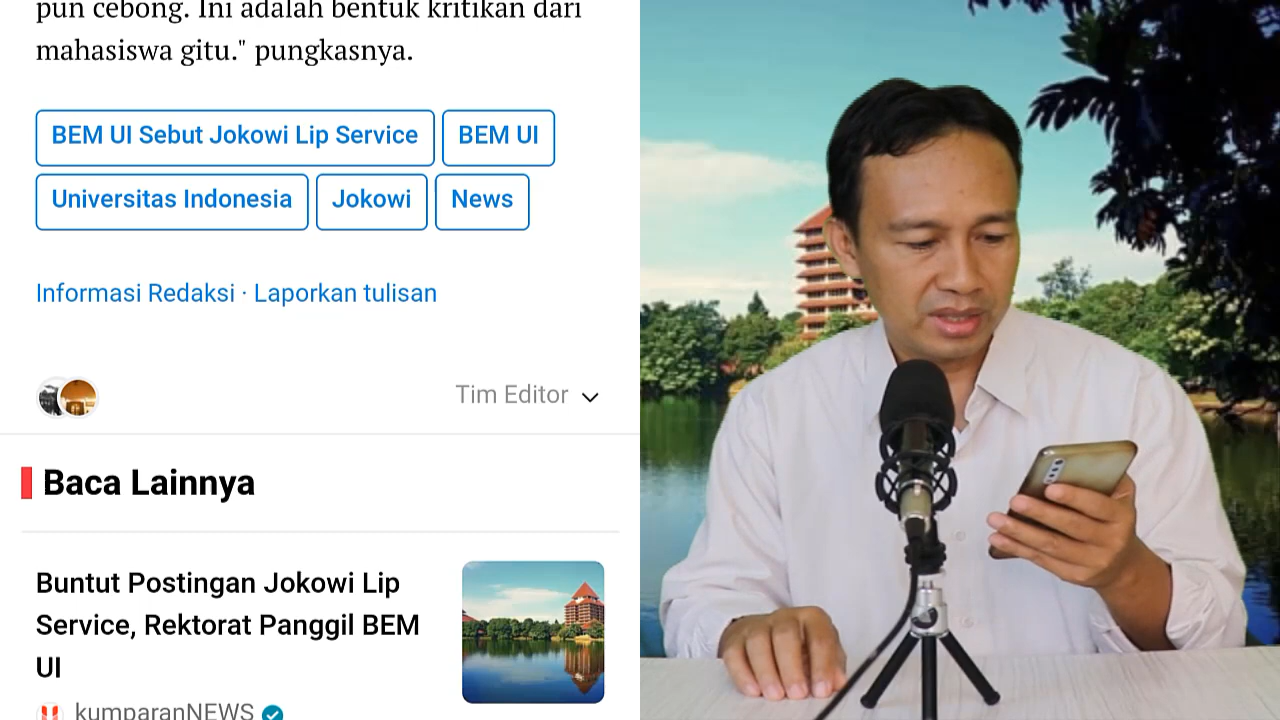 pun cebong. Ini adalah bentuk kritikan dari
mahasiswa gitu." pungkasnya.
BEM UI Sebut Jokowi Lip Service
BEM UI
Universitas Indonesia
Jokowi
News
Informasi Redaksi · Laporkan tulisan
Tim Editor
Baca Lainnya
Buntut Postingan Jokowi Lip
Service, Rektorat Panggil BEM
UI
kumparanNEWS